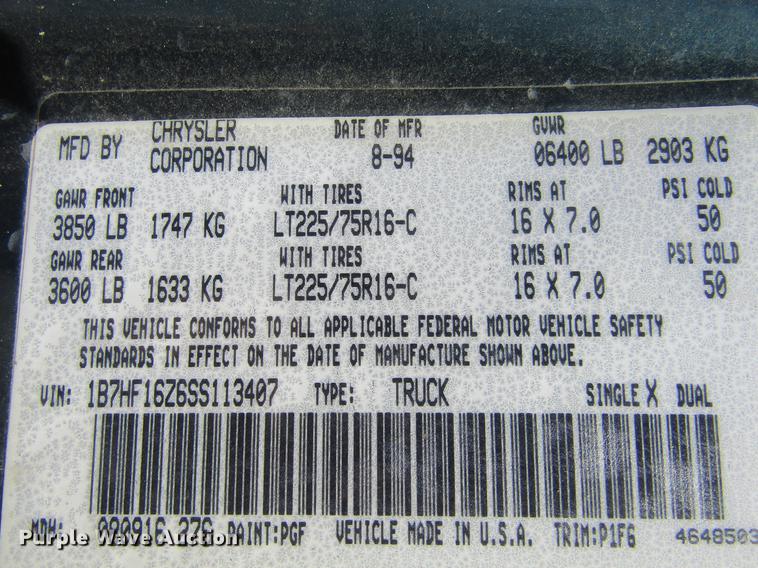 MFD BY CHRYSLER CORPORATION DATE OF MFR 8-94 GVWR 06400 LB 2903 KG
GAWR FRONT WITH TIRES RIMS AT PSI COLD
3850 LB 1747 KG LT225/75R16-C 16 X 7.0 50
GAWR REAR WITH TIRES RIMS AT PSI COLD
3600 LB 1633 KG LT225/75R16-C 16 X 7.0 50
THIS VEHICLE CONFORMS TO ALL APPLICABLE FEDERAL MOTOR VEHICLE SAFETY
STANDARDS IN EFFECT ON THE DATE OF MANUFACTURE SHOWN ABOVE.
VIN: 1B7HF16Z6SS113407 TYPE: TRUCK SINGLE X DUAL
MDH: 090916 27G PAINT:PGF VEHICLE MADE IN U.S.A. TRIM:P1F6 4648503
Purple Wave Auction